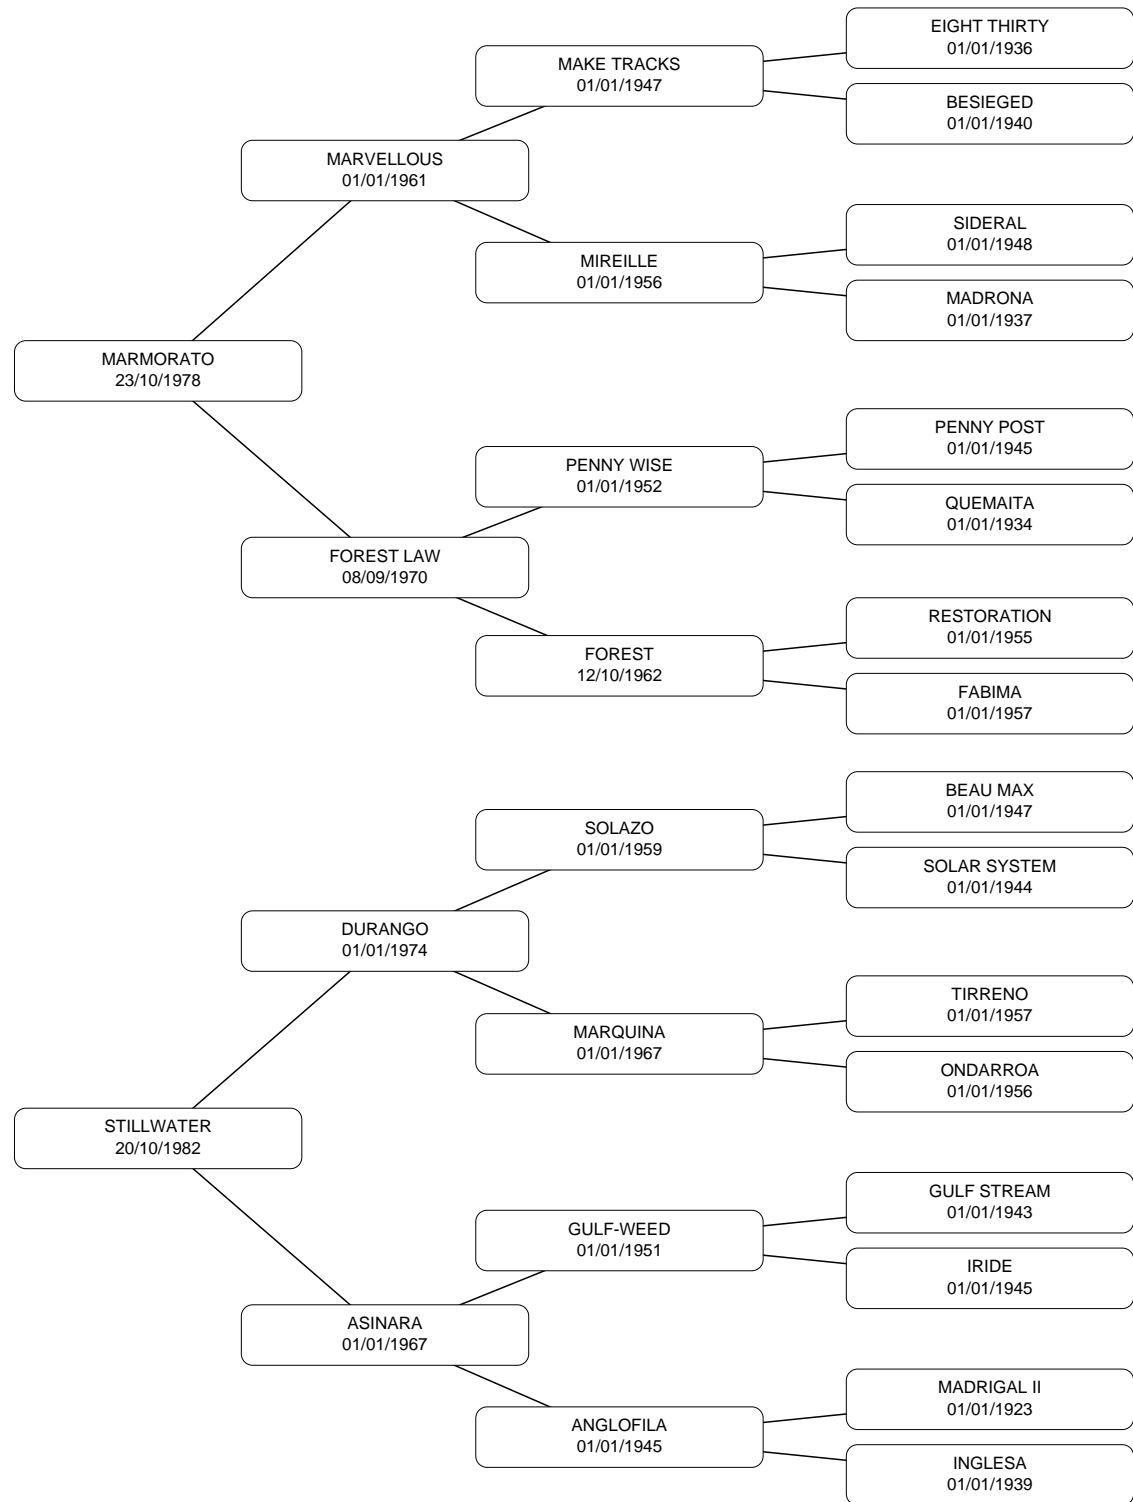 EIGHT THIRTY
01/01/1936
MAKE TRACKS
01/01/1947
BESIEGED
01/01/1940
MARVELLOUS
01/01/1961
SIDERAL
01/01/1948
MIREILLE
01/01/1956
MADRONA
01/01/1937
MARMORATO
23/10/1978
PENNY POST
01/01/1945
PENNY WISE
01/01/1952
QUEMAITA
01/01/1934
FOREST LAW
08/09/1970
RESTORATION
01/01/1955
FOREST
12/10/1962
FABIMA
01/01/1957
BEAU MAX
01/01/1947
SOLAZO
01/01/1959
SOLAR SYSTEM
01/01/1944
DURANGO
01/01/1974
TIRRENO
01/01/1957
MARQUINA
01/01/1967
ONDARROA
01/01/1956
STILLWATER
20/10/1982
GULF STREAM
01/01/1943
GULF-WEED
01/01/1951
IRIDE
01/01/1945
ASINARA
01/01/1967
MADRIGAL II
01/01/1923
ANGLOFILA
01/01/1945
INGLESA
01/01/1939